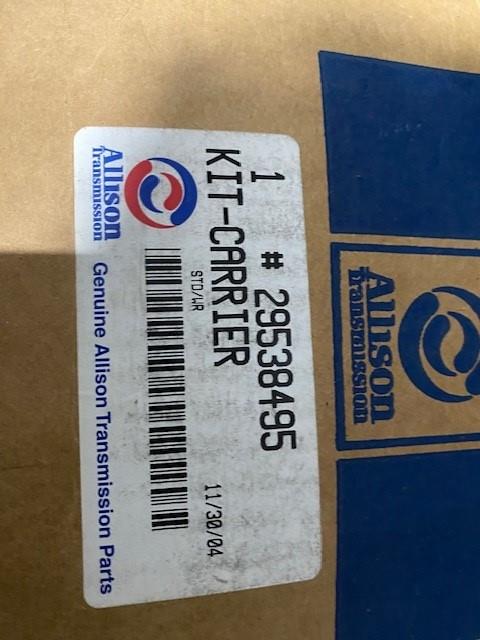 1 # 29538495
KIT-CARRIER
STD/WR
11/30/04
Allison
Transmission
Genuine Allison Transmission Parts
Allison
Transmission